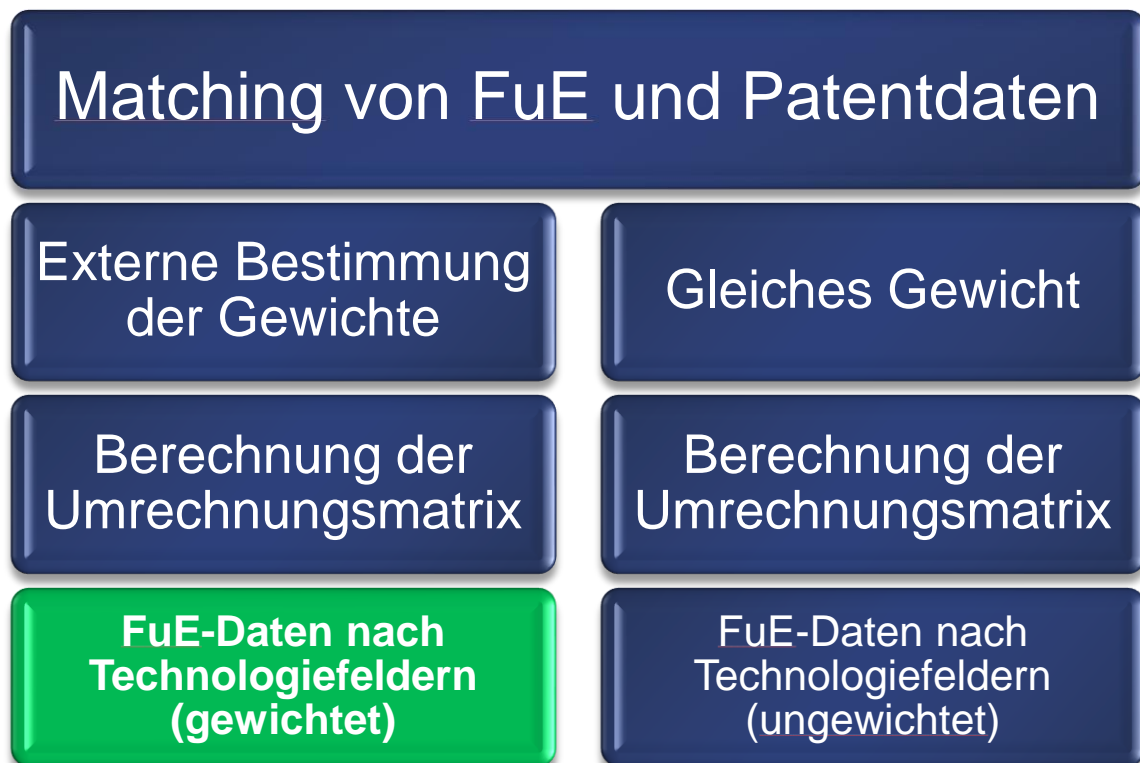 Matching von FuE und Patentdaten
Externe Bestimmung
der Gewichte
Gleiches Gewicht
Berechnung der
Umrechnungsmatrix
Berechnung der
Umrechnungsmatrix
FuE-Daten nach
Technologiefeldern
(gewichtet)
FuE-Daten nach
Technologiefeldern
(ungewichtet)